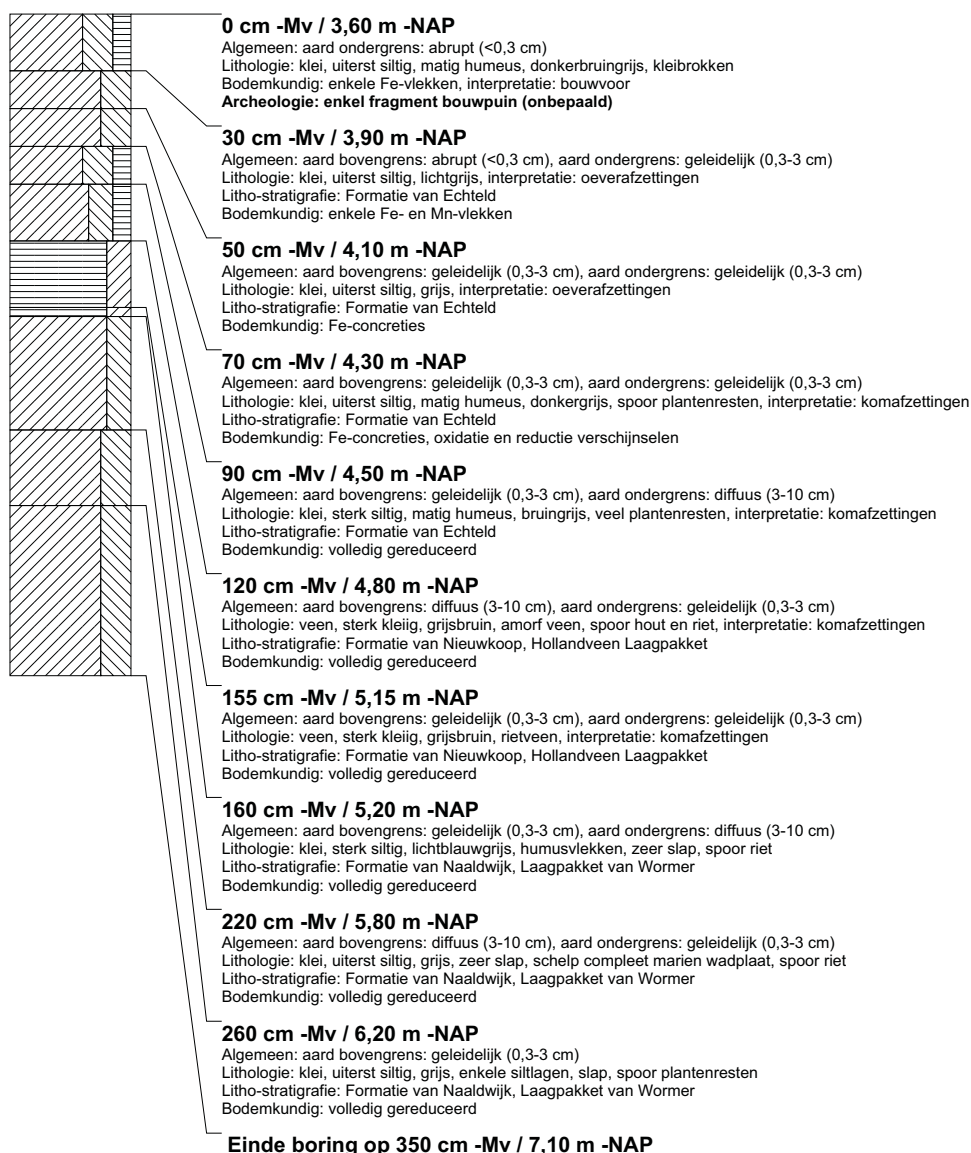 0 cm -Mv / 3,60 m -NAP
Algemeen: aard ondergrens: abrupt (<0,3 cm)
Lithologie: klei, uiterst siltig, matig humeus, donkerbruingrijs, kleibrokken
Bodemkundig: enkele Fe-vlekken, interpretatie: bouwvoor
Archeologie: enkel fragment bouwpuin (onbepaald)
30 cm -Mv / 3,90 m -NAP
Algemeen: aard bovengrens: abrupt (<0,3 cm), aard ondergrens: geleidelijk (0,3-3 cm)
Lithologie: klei, uiterst siltig, lichtgrijs, interpretatie: oeverafzettingen
Litho-stratigrafie: Formatie van Echteld
Bodemkundig: enkele Fe- en Mn-vlekken
50 cm -Mv / 4,10 m -NAP
Algemeen: aard bovengrens: geleidelijk (0,3-3 cm), aard ondergrens: geleidelijk (0,3-3 cm)
Lithologie: klei, uiterst siltig, grijs, interpretatie: oeverafzettingen
Litho-stratigrafie: Formatie van Echteld
Bodemkundig: Fe-concreties
70 cm -Mv / 4,30 m -NAP
Algemeen: aard bovengrens: geleidelijk (0,3-3 cm), aard ondergrens: geleidelijk (0,3-3 cm)
Lithologie: klei, uiterst siltig, matig humeus, donkergrijs, spoor plantenresten, interpretatie: komafzettingen
Litho-stratigrafie: Formatie van Echteld
Bodemkundig: Fe-concreties, oxidatie en reductie verschijnselen
90 cm -Mv / 4,50 m -NAP
Algemeen: aard bovengrens: geleidelijk (0,3-3 cm), aard ondergrens: diffuus (3-10 cm)
Lithologie: klei, sterk siltig, matig humeus, bruingrijs, veel plantenresten, interpretatie: komafzettingen
Litho-stratigrafie: Formatie van Echteld
Bodemkundig: volledig gereduceerd
120 cm -Mv / 4,80 m -NAP
Algemeen: aard bovengrens: diffuus (3-10 cm), aard ondergrens: geleidelijk (0,3-3 cm)
Lithologie: veen, sterk kleiig, grijsbruin, amorf veen, spoor hout en riet, interpretatie: komafzettingen
Litho-stratigrafie: Formatie van Nieuwkoop, Hollandveen Laagpakket
Bodemkundig: volledig gereduceerd
155 cm -Mv / 5,15 m -NAP
Algemeen: aard bovengrens: geleidelijk (0,3-3 cm), aard ondergrens: geleidelijk (0,3-3 cm)
Lithologie: veen, sterk kleiig, grijsbruin, rietveen, interpretatie: komafzettingen
Litho-stratigrafie: Formatie van Nieuwkoop, Hollandveen Laagpakket
Bodemkundig: volledig gereduceerd
160 cm -Mv / 5,20 m -NAP
Algemeen: aard bovengrens: geleidelijk (0,3-3 cm), aard ondergrens: diffuus (3-10 cm)
Lithologie: klei, sterk siltig, lichtblauwgrijs, humusvlekken, zeer slap, spoor riet
Litho-stratigrafie: Formatie van Naaldwijk, Laagpakket van Wormer
Bodemkundig: volledig gereduceerd
220 cm -Mv / 5,80 m -NAP
Algemeen: aard bovengrens: diffuus (3-10 cm), aard ondergrens: geleidelijk (0,3-3 cm)
Lithologie: klei, uiterst siltig, grijs, zeer slap, schelp compleet marien wadplaat, spoor riet
Litho-stratigrafie: Formatie van Naaldwijk, Laagpakket van Wormer
Bodemkundig: volledig gereduceerd
260 cm -Mv / 6,20 m -NAP
Algemeen: aard bovengrens: geleidelijk (0,3-3 cm)
Lithologie: klei, uiterst siltig, grijs, enkele siltlagen, slap, spoor plantenresten
Litho-stratigrafie: Formatie van Naaldwijk, Laagpakket van Wormer
Bodemkundig: volledig gereduceerd
Einde boring op 350 cm -Mv / 7,10 m -NAP